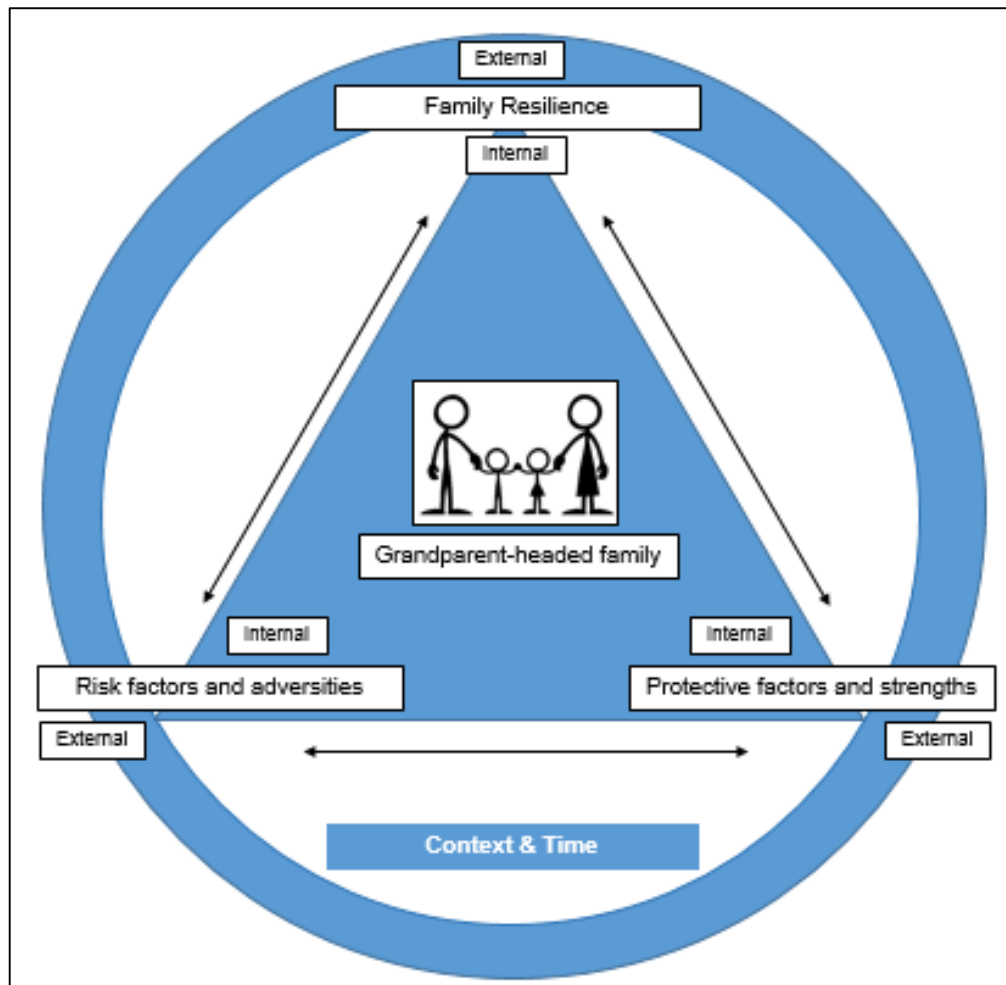 External
Family Resilience
Internal
Grandparent-headed family
Internal
Internal
Risk factors and adversities
Protective factors and strengths
External
External
Context & Time